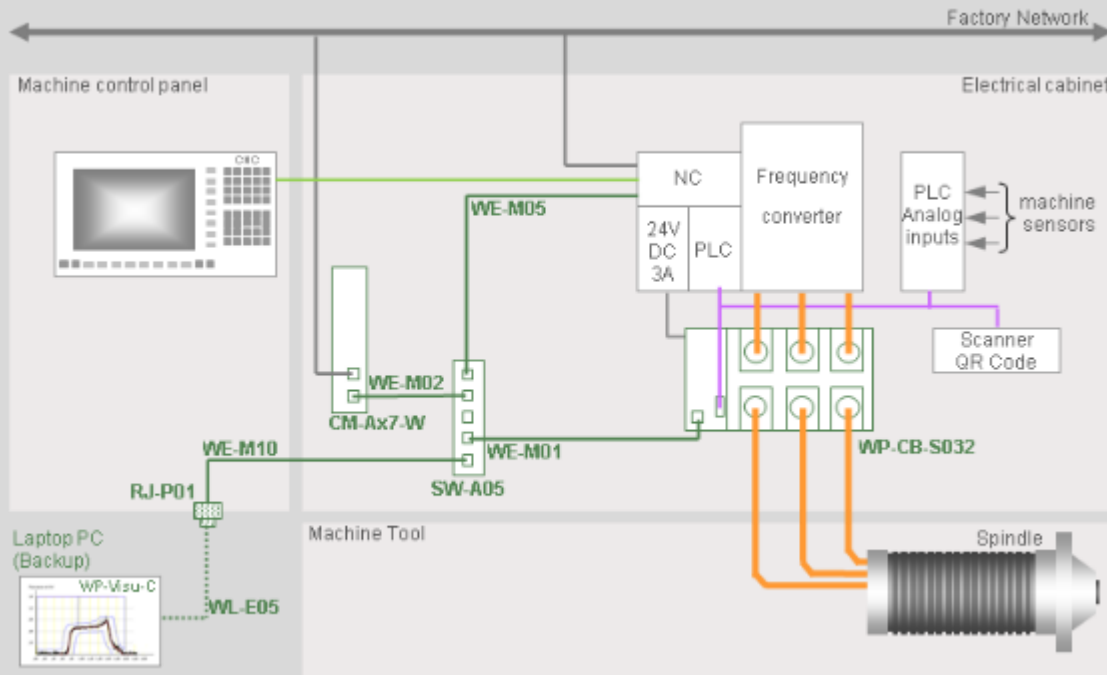 Factory Network
Machine control panel
Electrical cabinet
CNC
NC
Frequency
converter
PLC
Analog
inputs
machine
sensors
WE-M05
24V
DC
3A
PLC
Scanner
QR Code
WE-M02
CM-Ax7-W
WE-M10
WE-M01
WP-CB-S032
RJ-P01
SW-A05
Laptop PC
(Backup)
Machine Tool
Spindle
WP-Visu-C
WL-E05